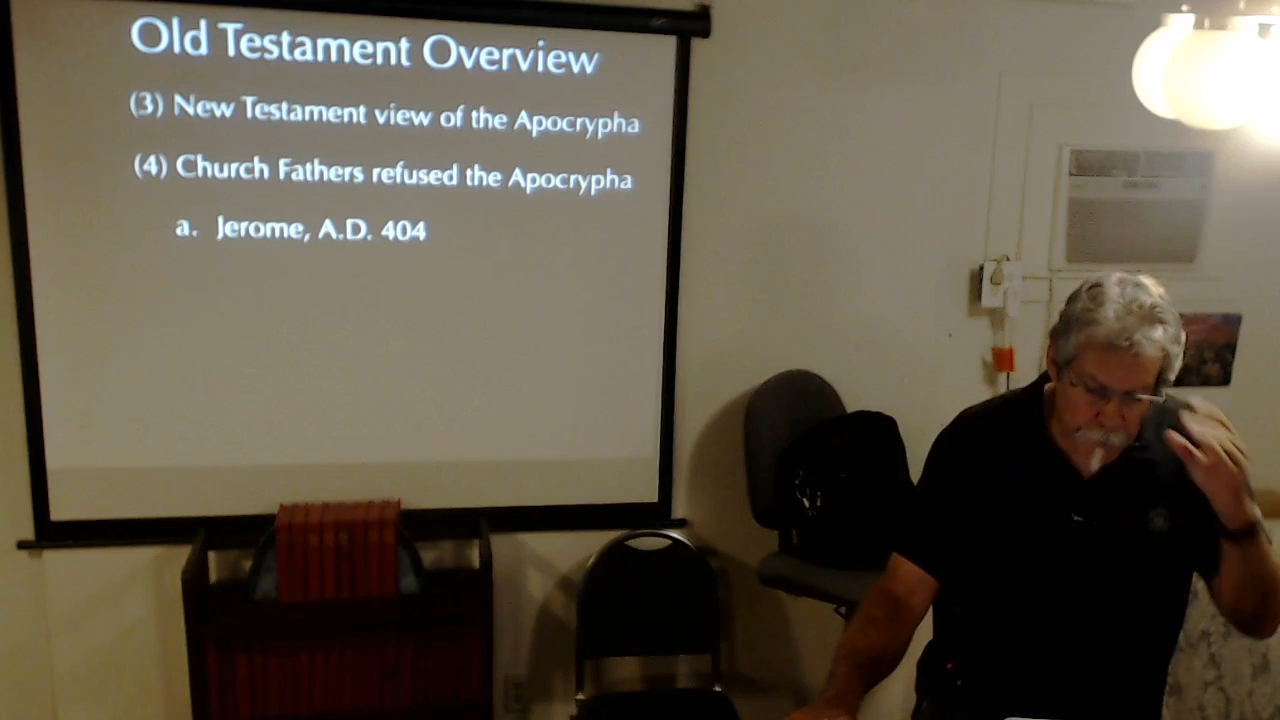 Old Testament Overview
(3) New Testament view of the Apocrypha
(4) Church Fathers refused the Apocrypha
a. Jerome, A.D. 404